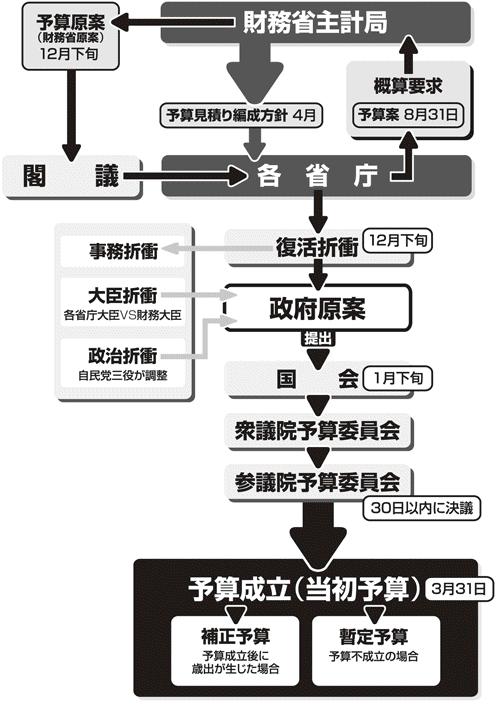 予算原案
（財務省原案）
12月下旬
財務省主計局
概算要求
予算案 8月31日
予算見積り編成方針 4月
閣議
各省庁
復活折衝
12月下旬
事務折衝
大臣折衝
各省庁大臣VS財務大臣
政治折衝
自民党三役が調整
政府原案
提出
国会
1月下旬
衆議院予算委員会
参議院予算委員会
30日以内に決議
予算成立（当初予算）
3月31日
補正予算
予算成立後に
歳出が生じた場合
暫定予算
予算不成立の場合